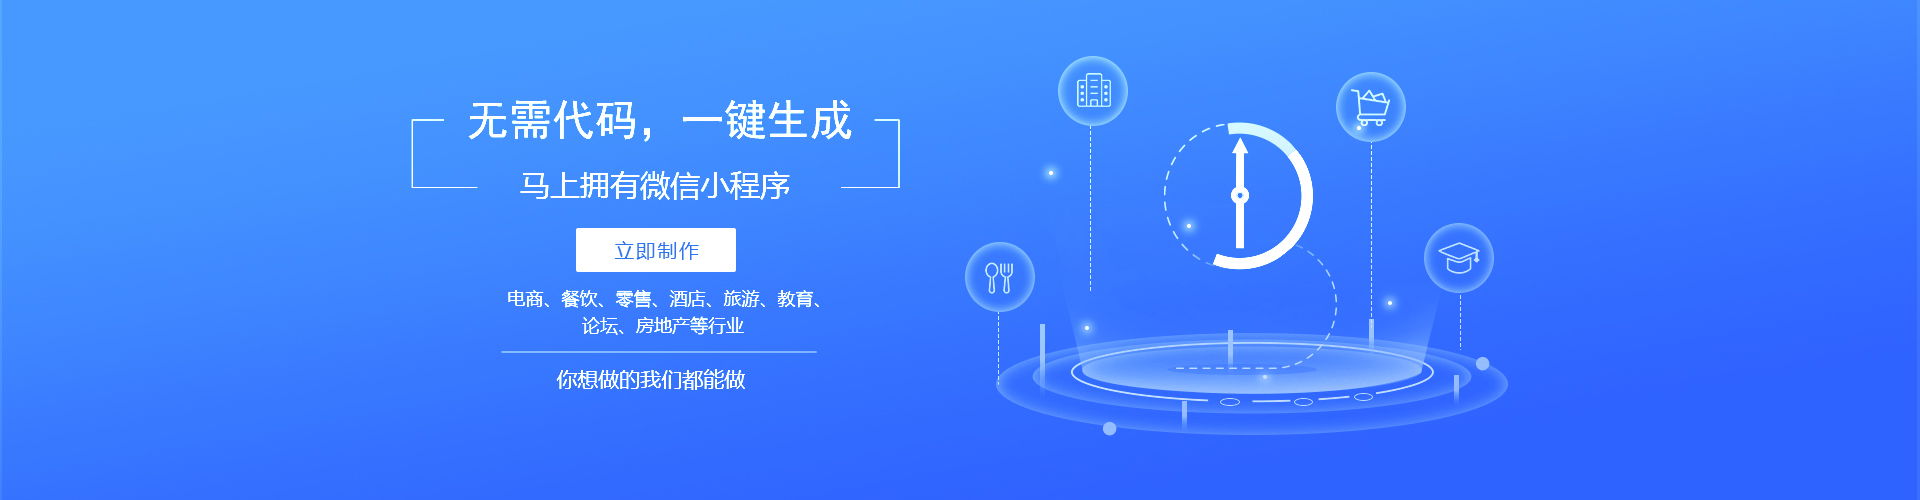 无需代码，一键生成
马上拥有微信小程序
立即制作
电商、餐饮、零售、酒店、旅游、教育、
论坛、房地产等行业
你想做的我们都能做